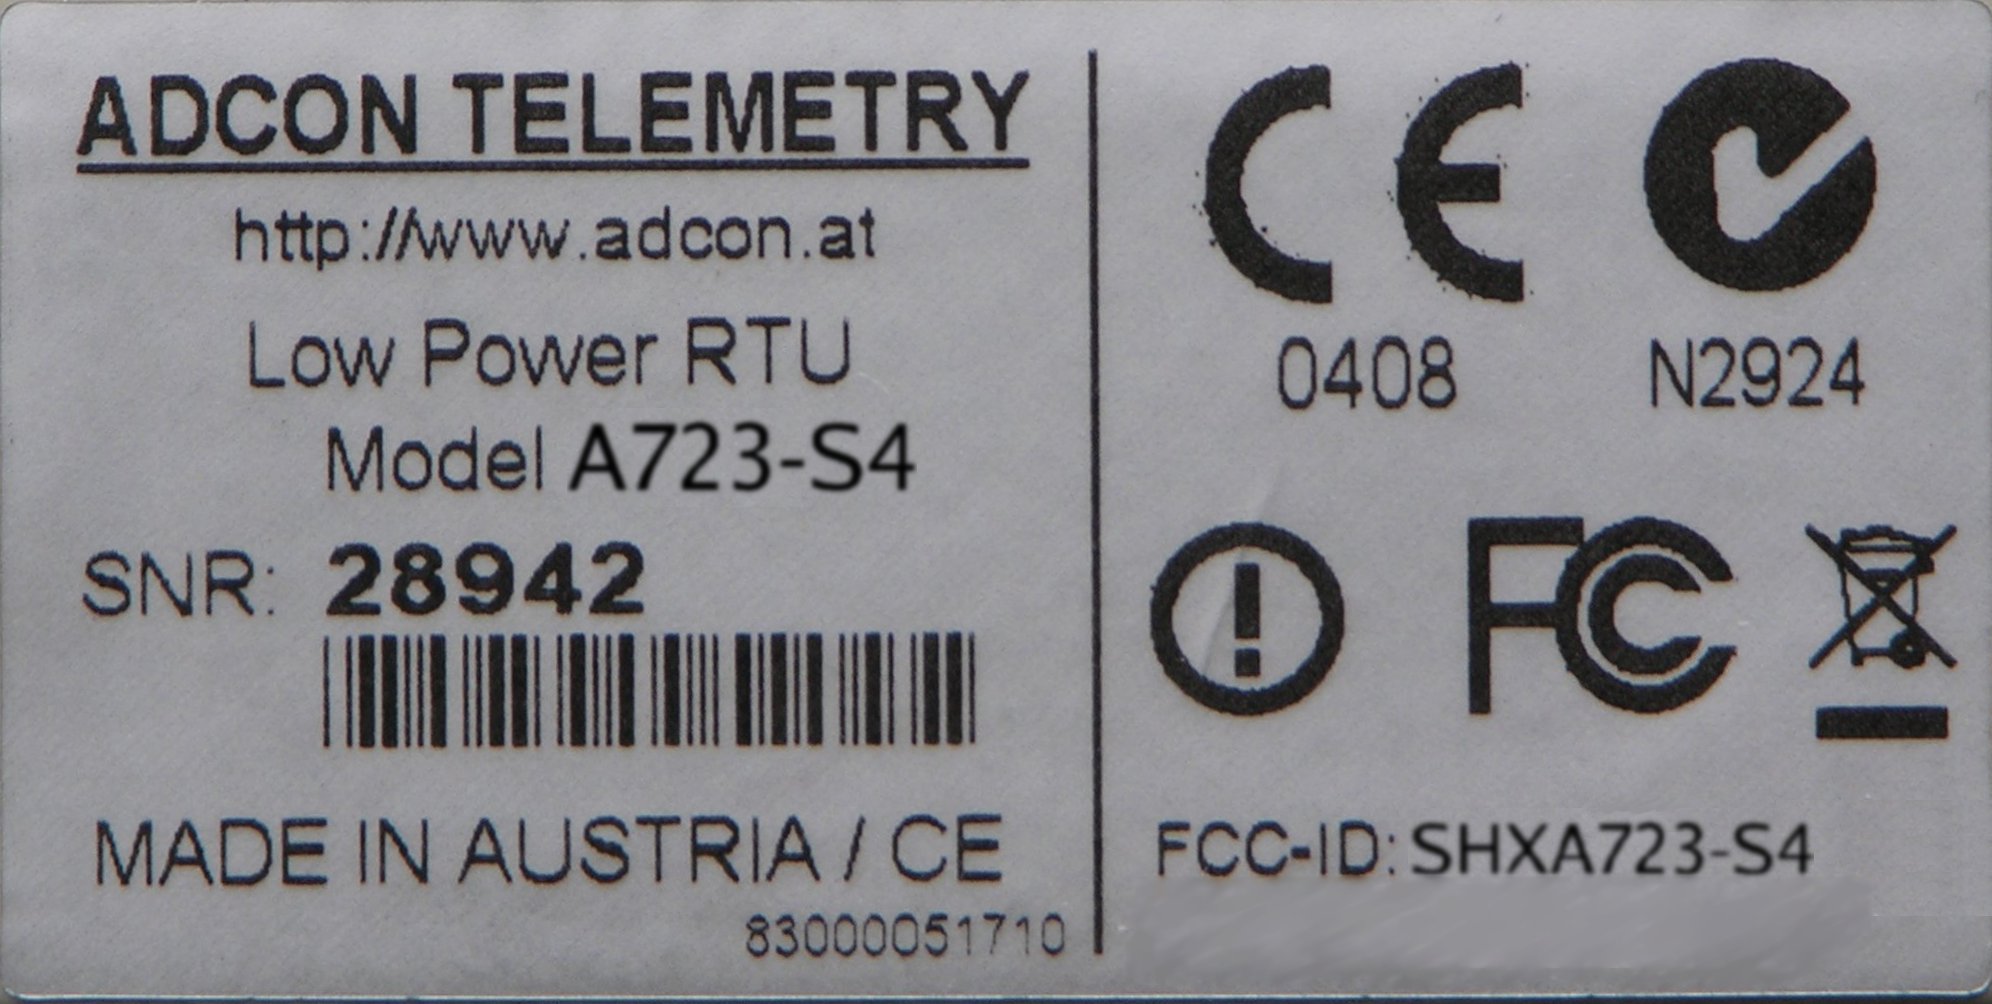 ADCON TELEMETRY
http://www.adcon.at
Low Power RTU
Model A723-S4
SNR: 28942
MADE IN AUSTRIA / CE
83000051710
CE
0408
N2924
FC
FCC-ID: SHXA723-S4